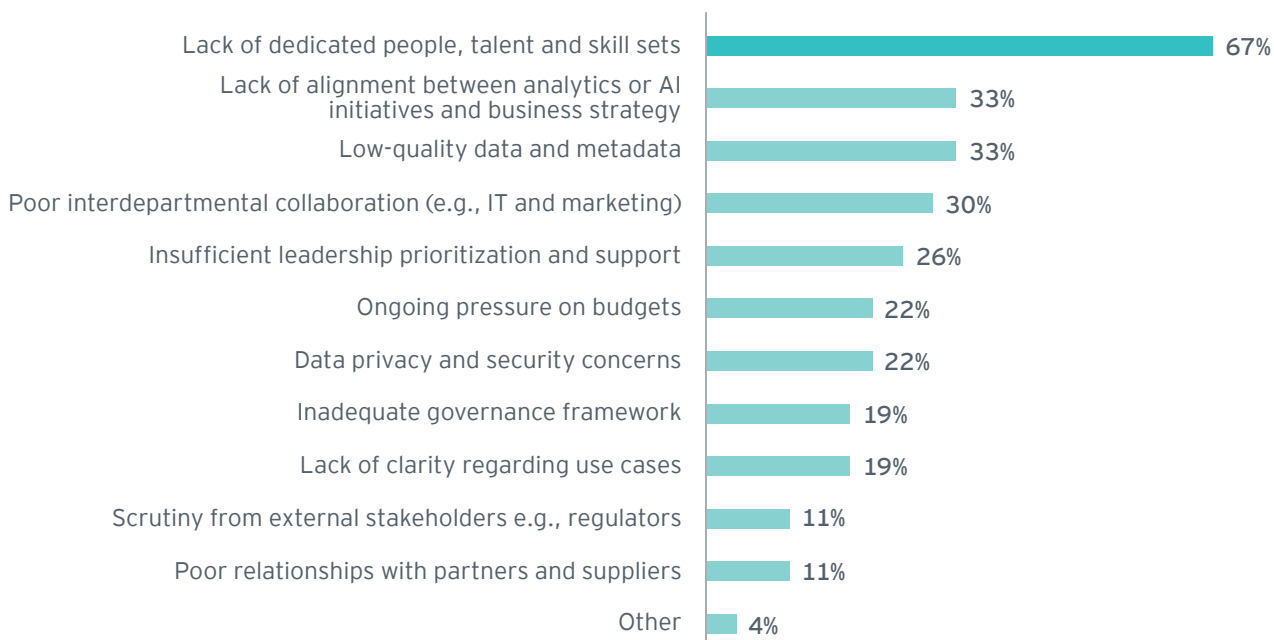 Lack of dedicated people, talent and skill sets 67%
Lack of alignment between analytics or AI
initiatives and business strategy 33%
Low-quality data and metadata 33%
Poor interdepartmental collaboration (e.g., IT and marketing) 30%
Insufficient leadership prioritization and support 26%
Ongoing pressure on budgets 22%
Data privacy and security concerns 22%
Inadequate governance framework 19%
Lack of clarity regarding use cases 19%
Scrutiny from external stakeholders e.g., regulators 11%
Poor relationships with partners and suppliers 11%
Other 4%